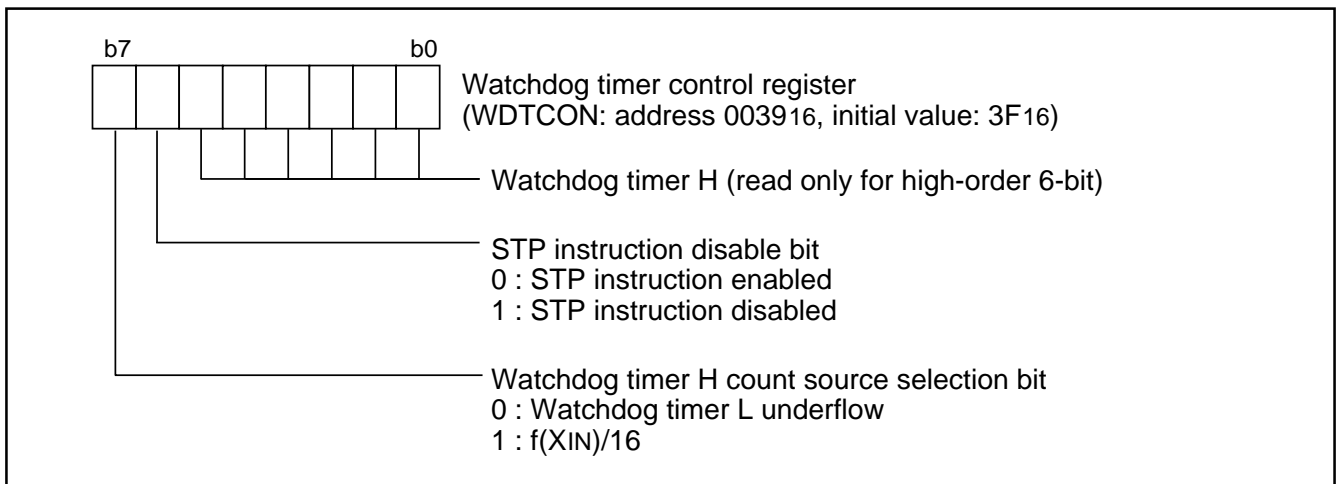 b7 b0
Watchdog timer control register
(WDTCON: address 003916, initial value: 3F16)
Watchdog timer H (read only for high-order 6-bit)
STP instruction disable bit
0 : STP instruction enabled
1 : STP instruction disabled
Watchdog timer H count source selection bit
0 : Watchdog timer L underflow
1 : f(XIN)/16